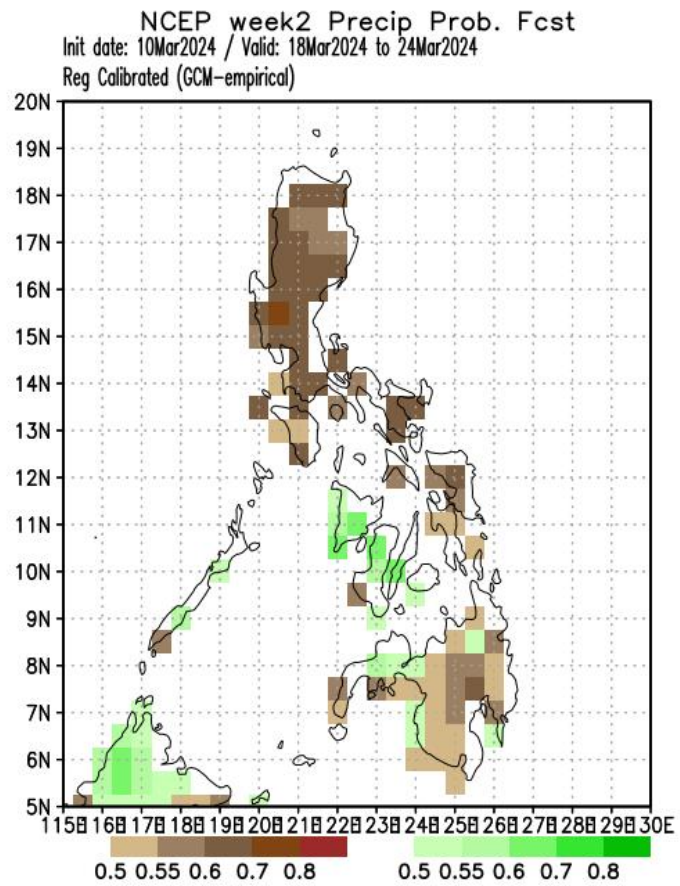 NCEP week2 Precip Prob. Fcst
Init date: 10Mar2024 / Valid: 18Mar2024 to 24Mar2024
Reg Calibrated (GCM-empirical)
20N
19N
18N
17N
16N
15N
14N
13N
12N
11N
10N
9N
8N
7N
6N
5N
130E
0.5 0.55 0.6 0.7 0.8 0.5 0.55 0.6 0.7 0.8